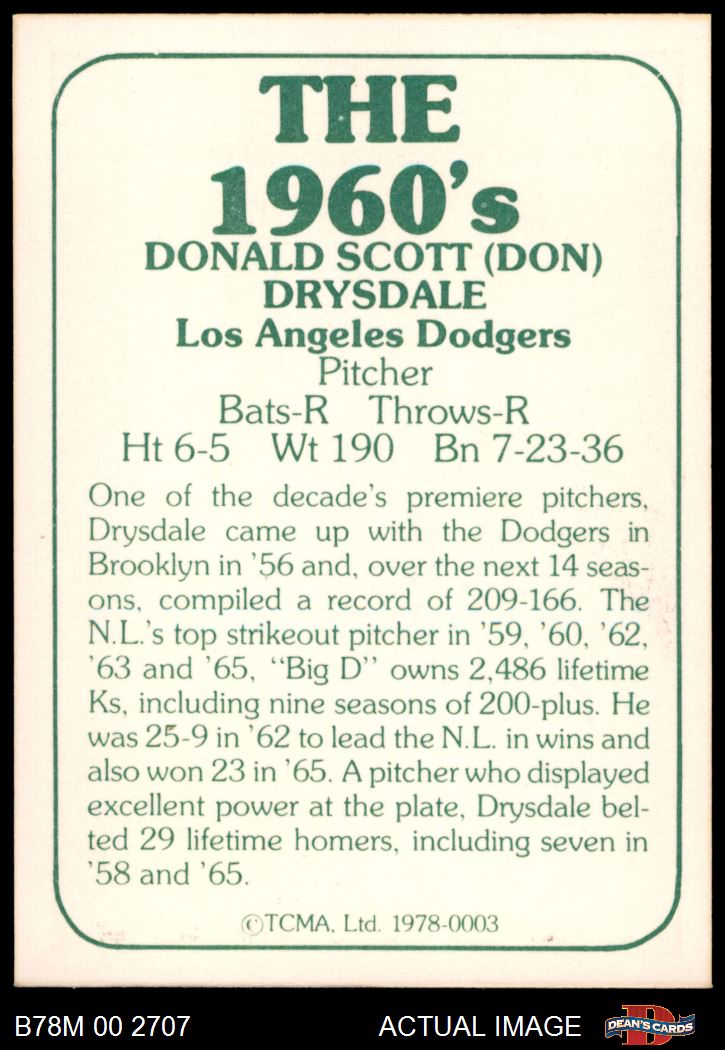 THE
1960's
DONALD SCOTT (DON)
DRYSDALE
Los Angeles Dodgers
Pitcher
Bats-R Throws-R
Ht 6-5 Wt 190 Bn 7-23-36
One of the decade's premiere pitchers,
Drysdale came up with the Dodgers in
Brooklyn in '56 and, over the next 14 seas-
ons, compiled a record of 209-166. The
N.L.'s top strikeout pitcher in '59, '60, '62,
'63 and '65, "Big D" owns 2,486 lifetime
Ks, including nine seasons of 200-plus. He
was 25-9 in '62 to lead the N.L. in wins and
also won 23 in '65. A pitcher who displayed
excellent power at the plate, Drysdale bel-
ted 29 lifetime homers, including seven in
'58 and '65.
©TCMA, Ltd. 1978-0003
B78M 00 2707 ACTUAL IMAGE
D
DEAN'S CARDS